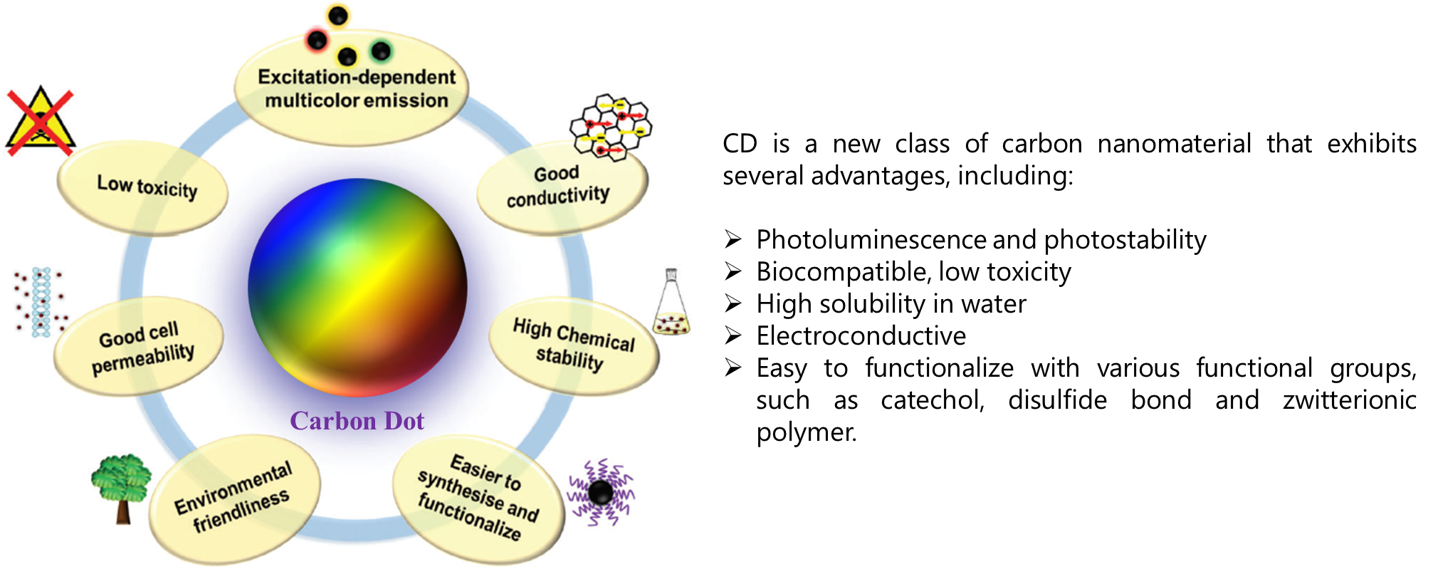 Excitation-dependent
multicolor emission
Low toxicity
Good
conductivity
Good cell
permeability
High Chemical
stability
Carbon Dot
Environmental
friendliness
Easier to
synthesise and
functionalize
CD is a new class of carbon nanomaterial that exhibits
several advantages, including:
➢ Photoluminescence and photostability
➢ Biocompatible, low toxicity
➢ High solubility in water
➢ Electroconductive
➢ Easy to functionalize with various functional groups,
such as catechol, disulfide bond and zwitterionic
polymer.